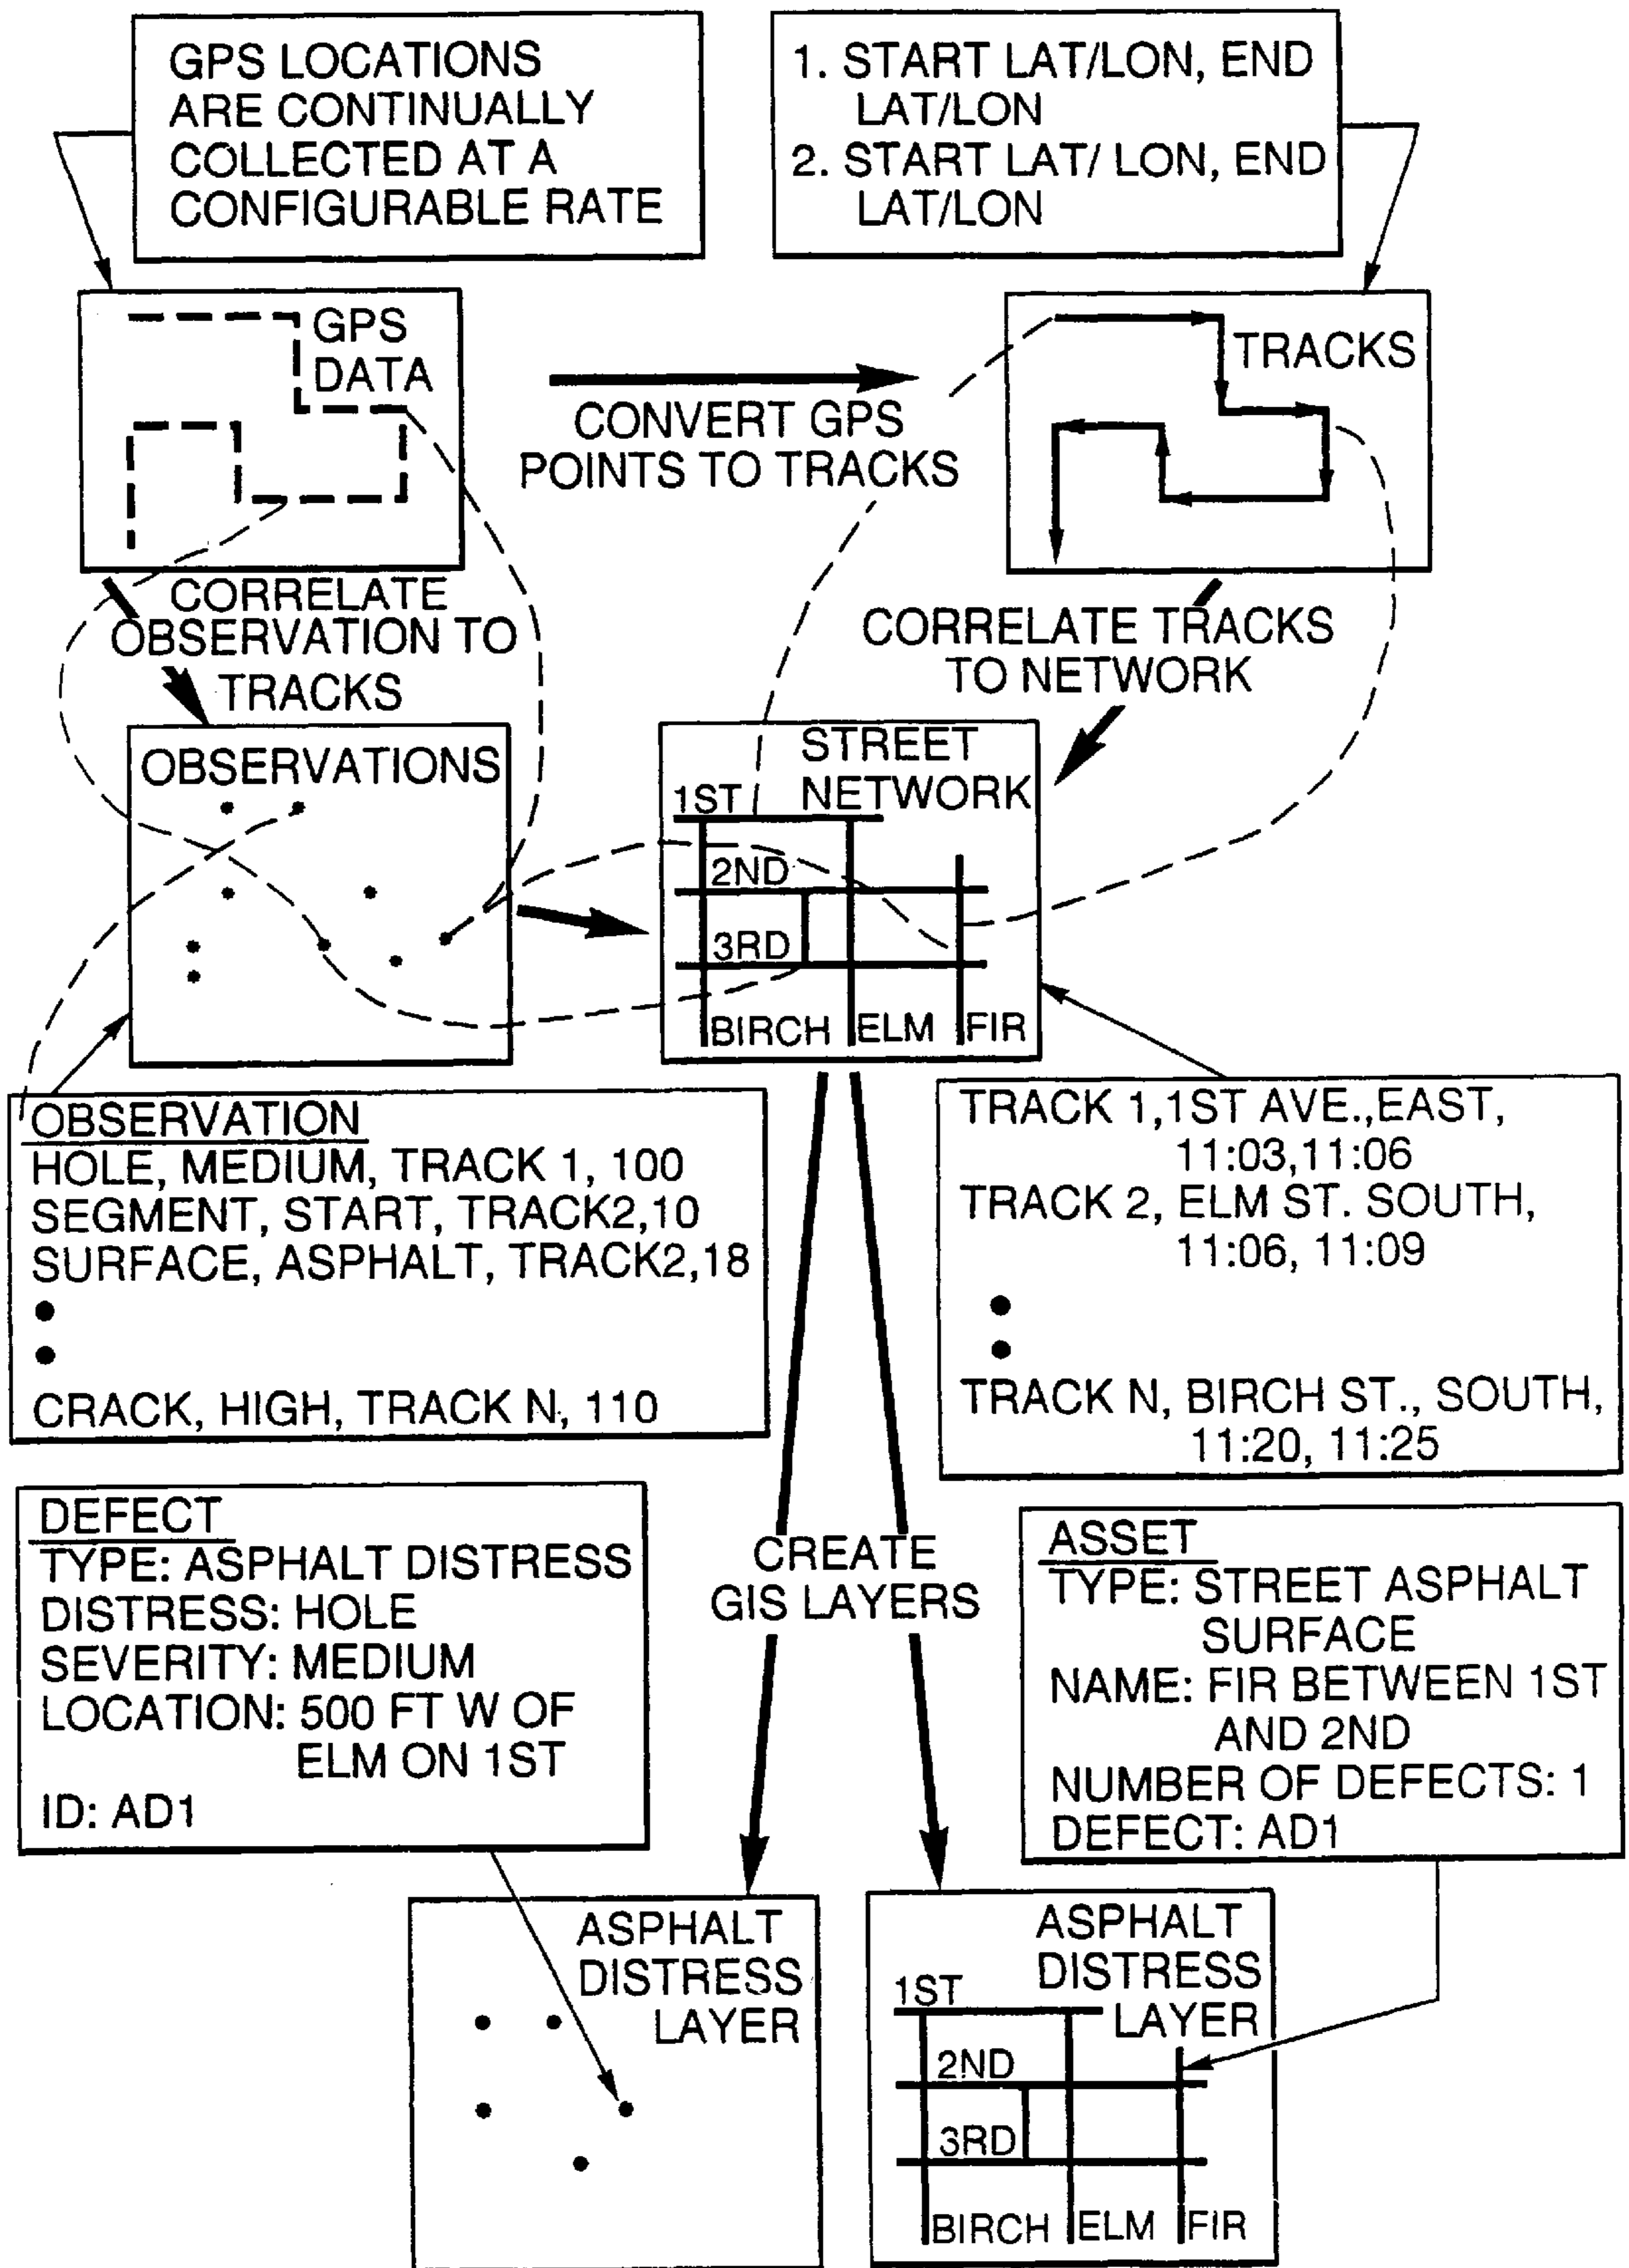 GPS LOCATIONS
ARE CONTINUALLY
COLLECTED AT A
CONFIGURABLE RATE
1. START LAT/LON, END
LAT/LON
2. START LAT/ LON, END
LAT/LON
GPS
DATA
CONVERT GPS
POINTS TO TRACKS
TRACKS
CORRELATE
OBSERVATION TO
TRACKS
CORRELATE TRACKS
TO NETWORK
OBSERVATIONS
STREET
NETWORK
1ST
2ND
3RD
BIRCH
ELM
FIR
OBSERVATION
HOLE, MEDIUM, TRACK 1, 100
SEGMENT, START, TRACK2,10
SURFACE, ASPHALT, TRACK2,18
CRACK, HIGH, TRACK N, 110
TRACK 1,1ST AVE.,EAST,
11:03,11:06
TRACK 2, ELM ST. SOUTH,
11:06, 11:09
TRACK N, BIRCH ST., SOUTH,
11:20, 11:25
DEFECT
TYPE: ASPHALT DISTRESS
DISTRESS: HOLE
SEVERITY: MEDIUM
LOCATION: 500 FT W OF
ELM ON 1ST
ID: AD1
CREATE
GIS LAYERS
ASSET
TYPE: STREET ASPHALT
SURFACE
NAME: FIR BETWEEN 1ST
AND 2ND
NUMBER OF DEFECTS: 1
DEFECT: AD1
ASPHALT
DISTRESS
LAYER
ASPHALT
DISTRESS
LAYER
1ST
2ND
3RD
BIRCH
ELM
FIR